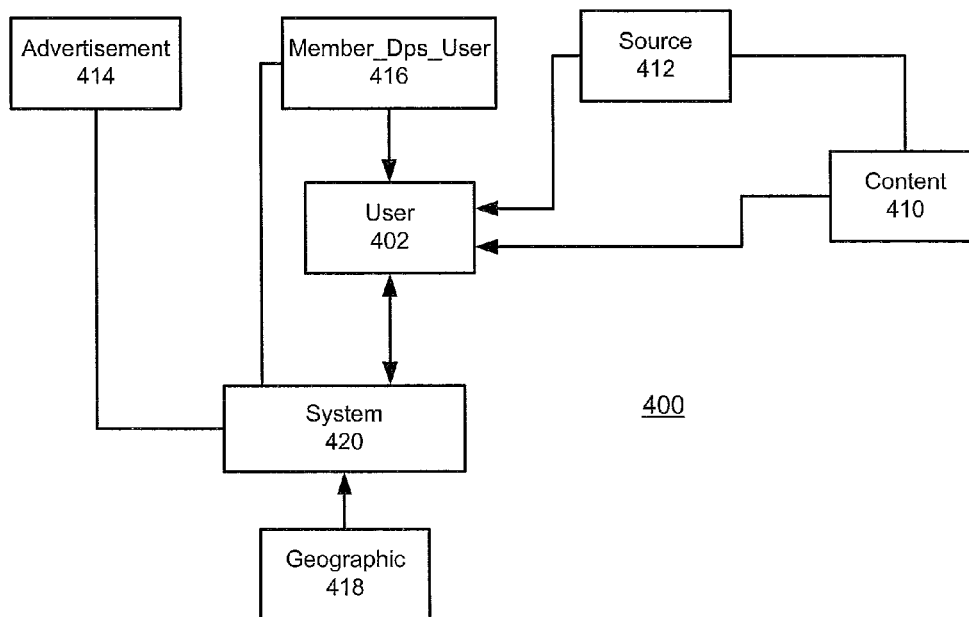 Advertisement
414
Member_Dps_User
416
Source
412
Content
410
User
402
System
420
400
Geographic
418